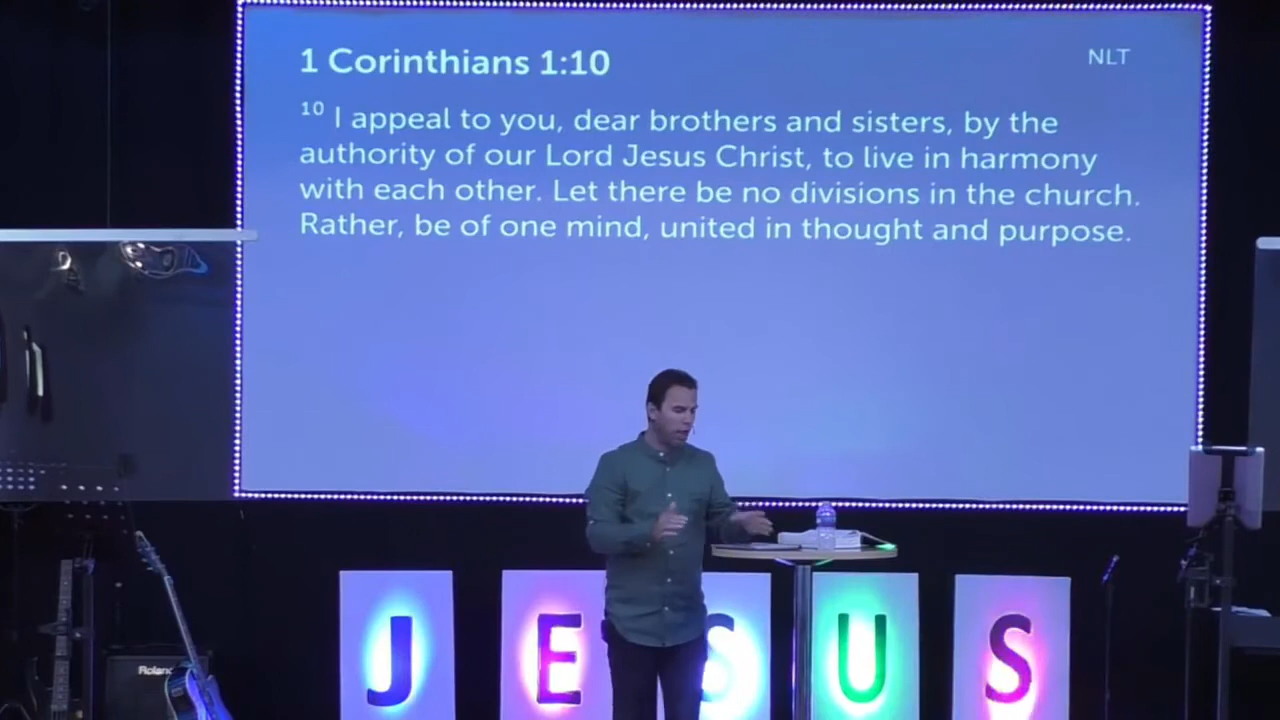 1 Corinthians 1:10
NLT
10 I appeal to you, dear brothers and sisters, by the
authority of our Lord Jesus Christ, to live in harmony
with each other. Let there be no divisions in the church.
Rather, be of one mind, united in thought and purpose.
Roland
JESUS